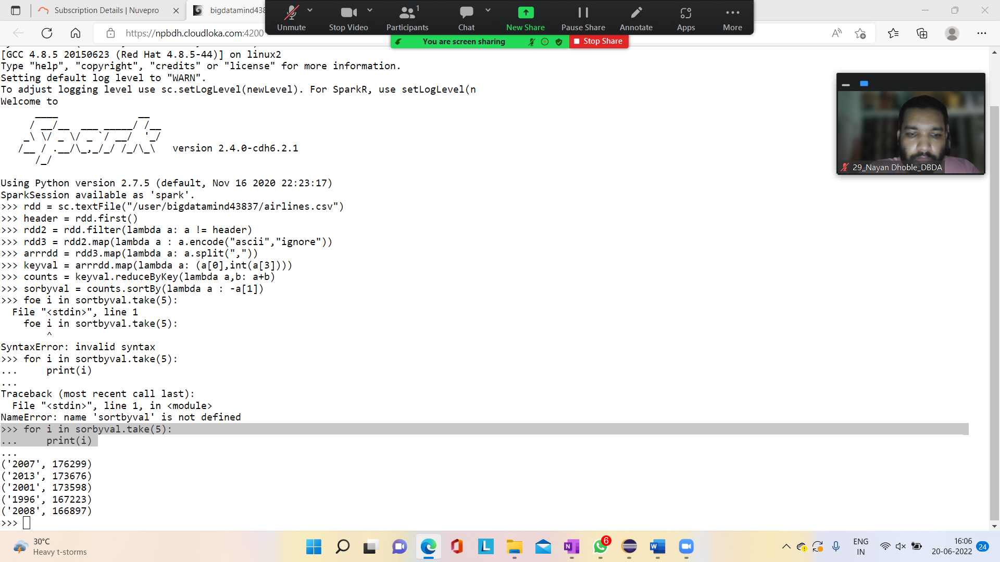 Subscription Details | Nuvepro
bigdatamind438
Unmute
Stop Video
Participants
1
Chat
New Share
Pause Share
Annotate
Apps
More
https://npbdh.cloudloka.com:4200
You are screen sharing
Stop Share
[GCC 4.8.5 20150623 (Red Hat 4.8.5-44)] on linux2
Type "help", "copyright", "credits" or "license" for more information.
Setting default log level to "WARN".
To adjust logging level use sc.setLogLevel(newLevel). For SparkR, use setLogLevel(n
Welcome to
      ____              __
     / __/__  ___ _____/ /__
    _\ \/ _ \/ _ `/ __/  '_/
   /__ / .__/\_,_/_/ /_/\_\   version 2.4.0-cdh6.2.1
      /_/
29_Nayan Dhoble_DBDA
Using Python version 2.7.5 (default, Nov 16 2020 22:23:17)
SparkSession available as 'spark'.
>>> rdd = sc.textFile("/user/bigdatamind43837/airlines.csv")
>>> header = rdd.first()
>>> rdd2 = rdd.filter(lambda a: a != header)
>>> rdd3 = rdd2.map(lambda a : a.encode("ascii","ignore"))
>>> arrrdd = rdd3.map(lambda a: a.split(","))
>>> keyval = arrrdd.map(lambda a: (a[0],int(a[3])))
>>> counts = keyval.reduceByKey(lambda a,b: a+b)
>>> sorbyval = counts.sortBy(lambda a : -a[1])
>>> foe i in sortbyval.take(5):
  File "<stdin>", line 1
    foe i in sortbyval.take(5):
        ^
SyntaxError: invalid syntax
>>> for i in sortbyval.take(5):
...     print(i)
...
Traceback (most recent call last):
  File "<stdin>", line 1, in <module>
NameError: name 'sortbyval' is not defined
>>> for i in sorbyval.take(5):
...     print(i)
...
('2007', 176299)
('2013', 173676)
('2001', 173598)
('1996', 167223)
('2008', 166897)
>>>
30°C
Heavy t-storms
6
ENG
IN
16:06
20-06-2022
24